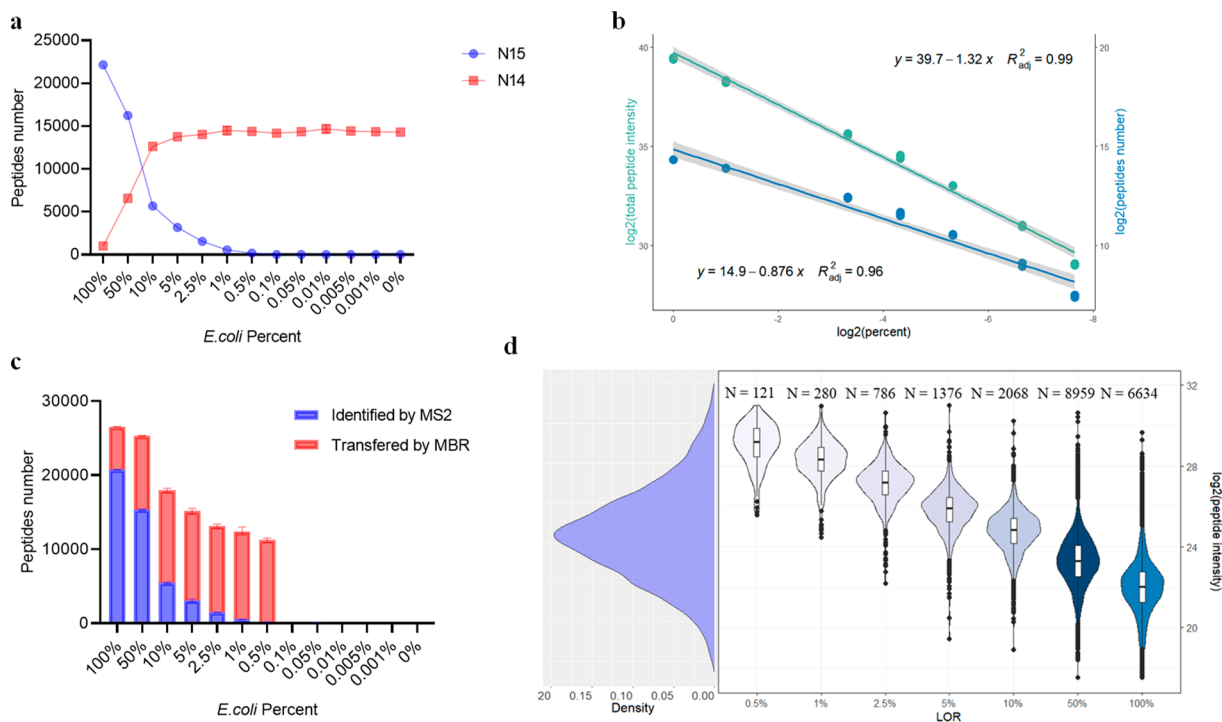 a
25000
20000
15000
10000
5000
0
Peptides number
N15
N14
100%
50%
10%
5%
2.5%
1%
0.5%
0.1%
0.05%
0.01%
0.005%
0.001%
0%
E.coli Percent
b
40
35
30
log2(total peptide intensity)
y = 39.7 – 1.32 x R²adj = 0.99
y = 14.9 – 0.876 x R²adj = 0.96
20
15
10
log2(peptides number)
0
-2
-4
-6
-8
log2(percent)
c
30000
20000
10000
0
Peptides number
Identified by MS2
Transfered by MBR
100%
50%
10%
5%
2.5%
1%
0.5%
0.1%
0.05%
0.01%
0.005%
0.001%
0%
E.coli Percent
d
20 0.15 0.10 0.05 0.00
Density
N = 121 N = 280 N = 786 N = 1376 N = 2068 N = 8959 N = 6634
32
28
24
20
log2(peptide intensity)
0.5% 1% 2.5% 5% 10% 50% 100%
LOR